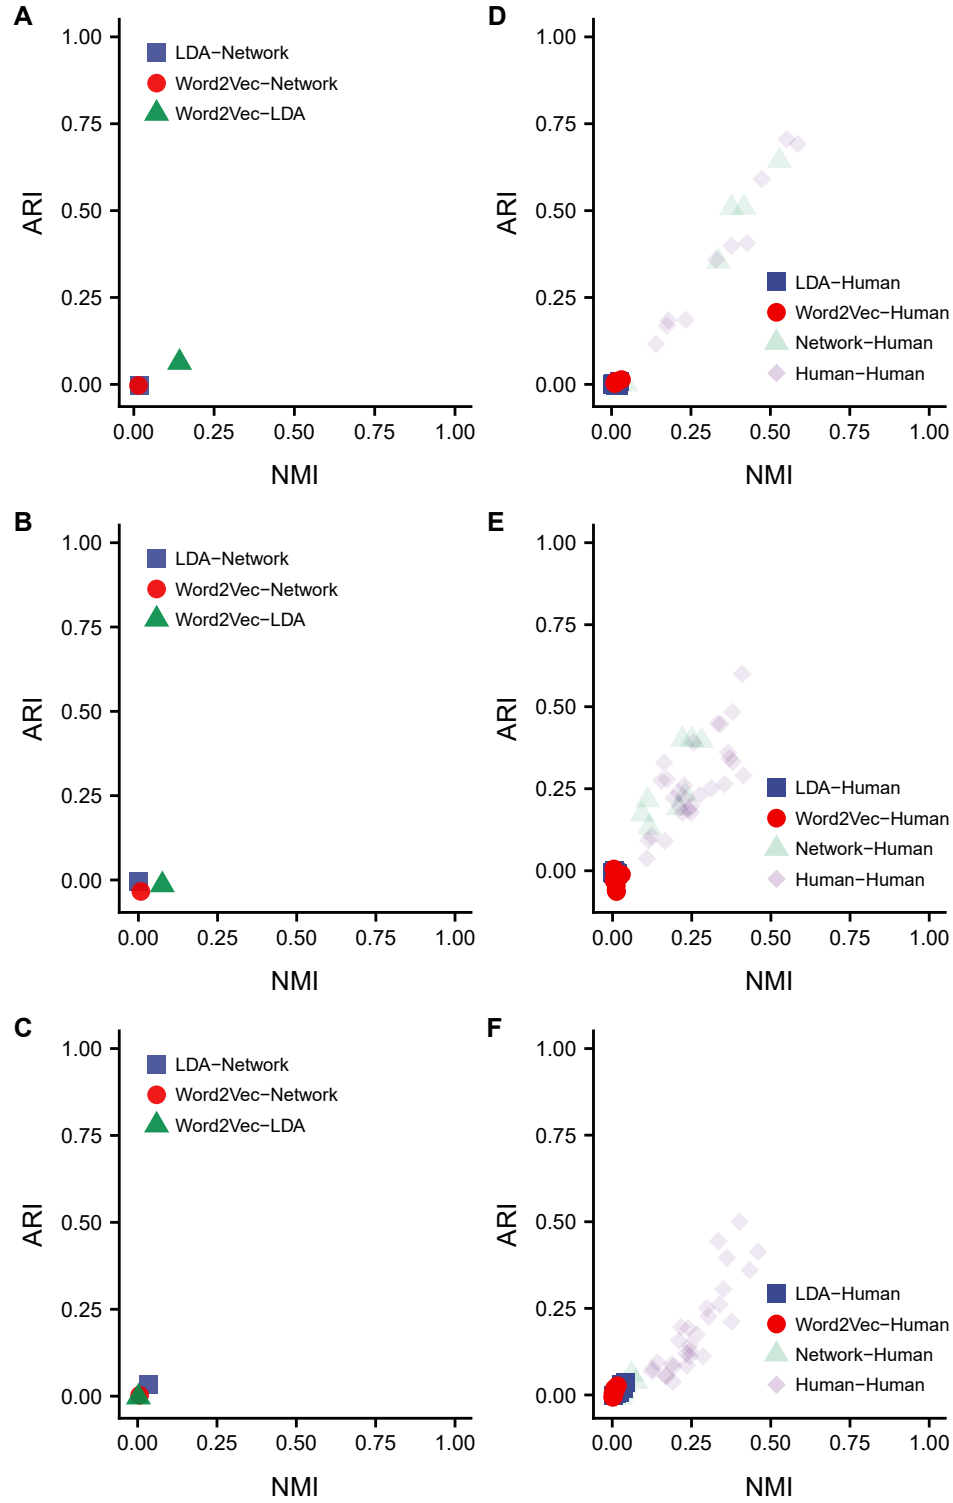 A
1.00
0.75
0.50
0.25
0.00
ARI
LDA−Network
Word2Vec−Network
Word2Vec−LDA
0.00 0.25 0.50 0.75 1.00
NMI
D
1.00
0.75
0.50
0.25
0.00
ARI
LDA−Human
Word2Vec−Human
Network−Human
Human−Human
0.00 0.25 0.50 0.75 1.00
NMI
B
1.00
0.75
0.50
0.25
0.00
ARI
LDA−Network
Word2Vec−Network
Word2Vec−LDA
0.00 0.25 0.50 0.75 1.00
NMI
E
1.00
0.75
0.50
0.25
0.00
ARI
LDA−Human
Word2Vec−Human
Network−Human
Human−Human
0.00 0.25 0.50 0.75 1.00
NMI
C
1.00
0.75
0.50
0.25
0.00
ARI
LDA−Network
Word2Vec−Network
Word2Vec−LDA
0.00 0.25 0.50 0.75 1.00
NMI
F
1.00
0.75
0.50
0.25
0.00
ARI
LDA−Human
Word2Vec−Human
Network−Human
Human−Human
0.00 0.25 0.50 0.75 1.00
NMI